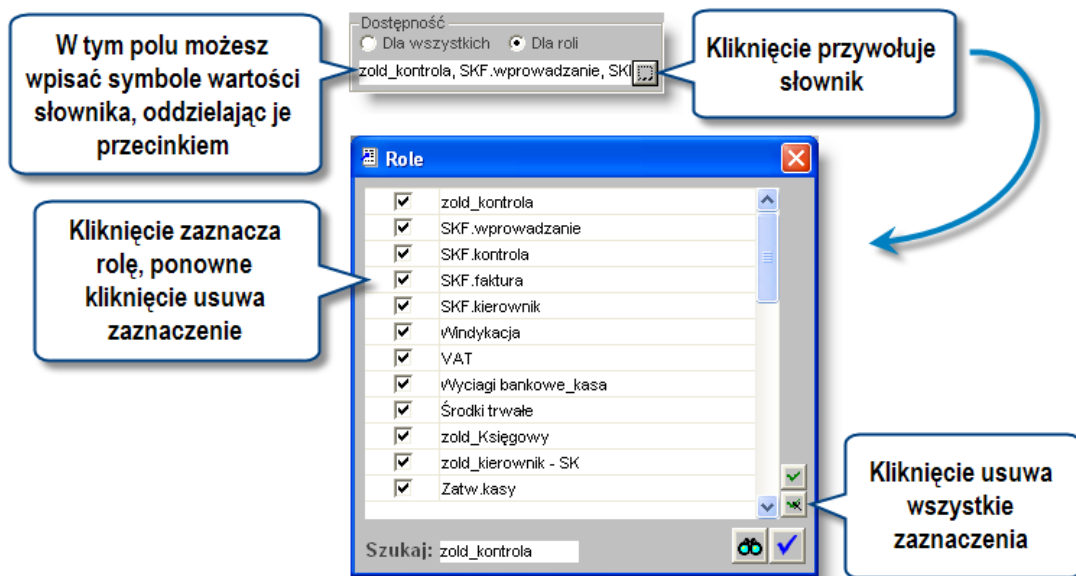 W tym polu możesz
wpisać symbole wartości
słownika, oddzielając je
przecinkiem
Dostępność
Dla wszystkich Dla roli
zold_kontrola, SKF.wprowadzanie, SKI
Kliknięcie przywołuje
słownik
Role
Kliknięcie zaznacza
rolę, ponowne
kliknięcie usuwa
zaznaczenie
zold_kontrola
SKF.wprowadzanie
SKF.kontrola
SKF.faktura
SKF.kierownik
Windykacja
VAT
Wyciagi bankowe_kasa
Środki trwałe
zold_Księgowy
zold_kierownik - SK
Zatw.kasy
Kliknięcie usuwa
wszystkie
zaznaczenia
Szukaj: zold_kontrola